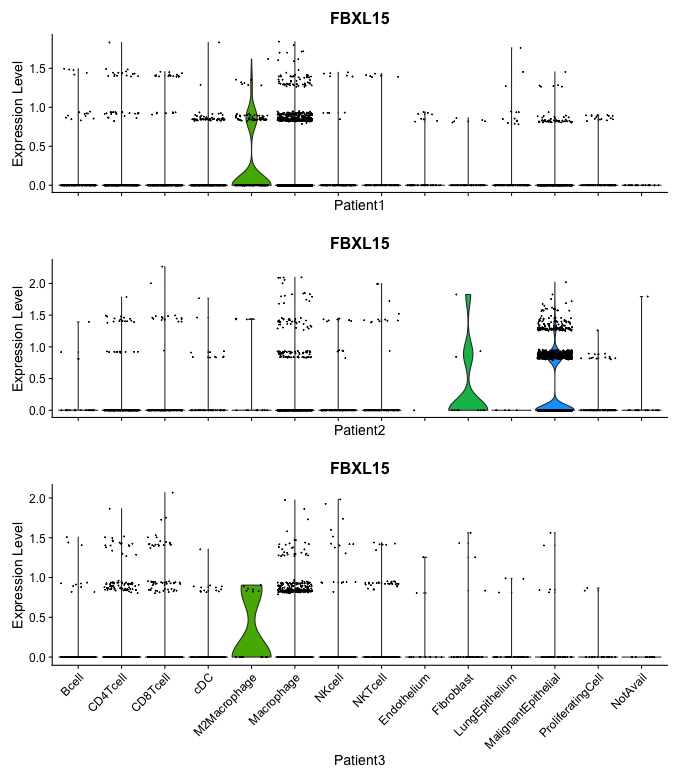 FBXL15
Expression Level
1.5
1.0
0.5
0.0
Patient1
FBXL15
Expression Level
2.0
1.5
1.0
0.5
0.0
Patient2
FBXL15
Expression Level
2.0
1.5
1.0
0.5
0.0
Bcell
CD4Tcell
CD8Tcell
cDC
M2Macrophage
Macrophage
NKcell
NKTcell
Endothelium
Fibroblast
LungEpithelium
MalignantEpithelial
ProliferatingCell
NotAvail
Patient3